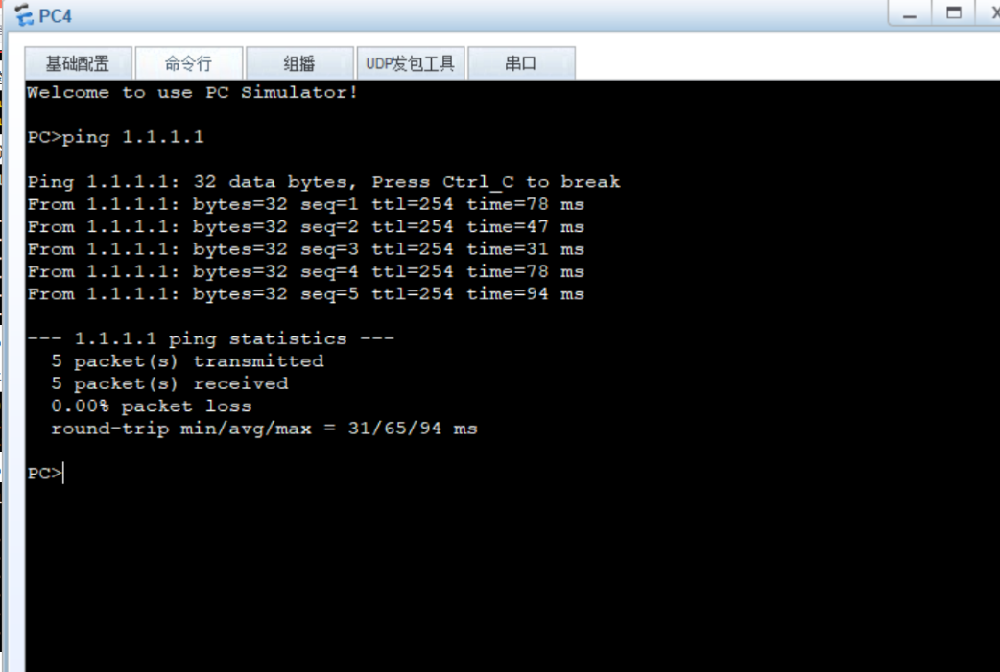 PC4
基础配置 命令行 组播 UDP发包工具 串口
Welcome to use PC Simulator!
PC>ping 1.1.1.1
Ping 1.1.1.1: 32 data bytes, Press Ctrl_C to break
From 1.1.1.1: bytes=32 seq=1 ttl=254 time=78 ms
From 1.1.1.1: bytes=32 seq=2 ttl=254 time=47 ms
From 1.1.1.1: bytes=32 seq=3 ttl=254 time=31 ms
From 1.1.1.1: bytes=32 seq=4 ttl=254 time=78 ms
From 1.1.1.1: bytes=32 seq=5 ttl=254 time=94 ms
--- 1.1.1.1 ping statistics ---
5 packet(s) transmitted
5 packet(s) received
0.00% packet loss
round-trip min/avg/max = 31/65/94 ms
PC>